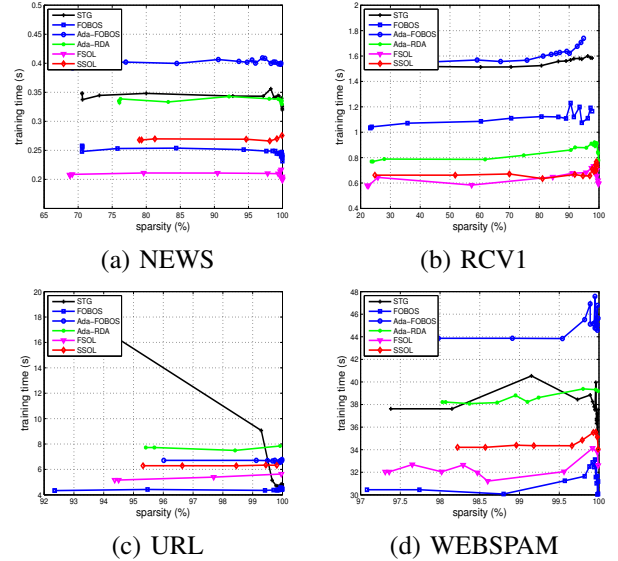 0.5
0.45
0.4
0.35
0.3
0.25
0.2
training time (s)
STG
FOBOS
Ada−FOBOS
Ada−RDA
FSOL
SSOL
65 70 75 80 85 90 95 100
sparsity (%)
(a) NEWS
2
1.8
1.6
1.4
1.2
1
0.8
0.6
0.4
training time (s)
STG
FOBOS
Ada−FOBOS
Ada−RDA
FSOL
SSOL
20 30 40 50 60 70 80 90 100
sparsity (%)
(b) RCV1
20
18
16
14
12
10
8
6
4
training time (s)
STG
FOBOS
Ada−FOBOS
Ada−RDA
FSOL
SSOL
92 93 94 95 96 97 98 99 100
sparsity (%)
(c) URL
48
46
44
42
40
38
36
34
32
30
training time (s)
STG
FOBOS
Ada−FOBOS
Ada−RDA
FSOL
SSOL
97 97.5 98 98.5 99 99.5 100
sparsity (%)
(d) WEBSPAM